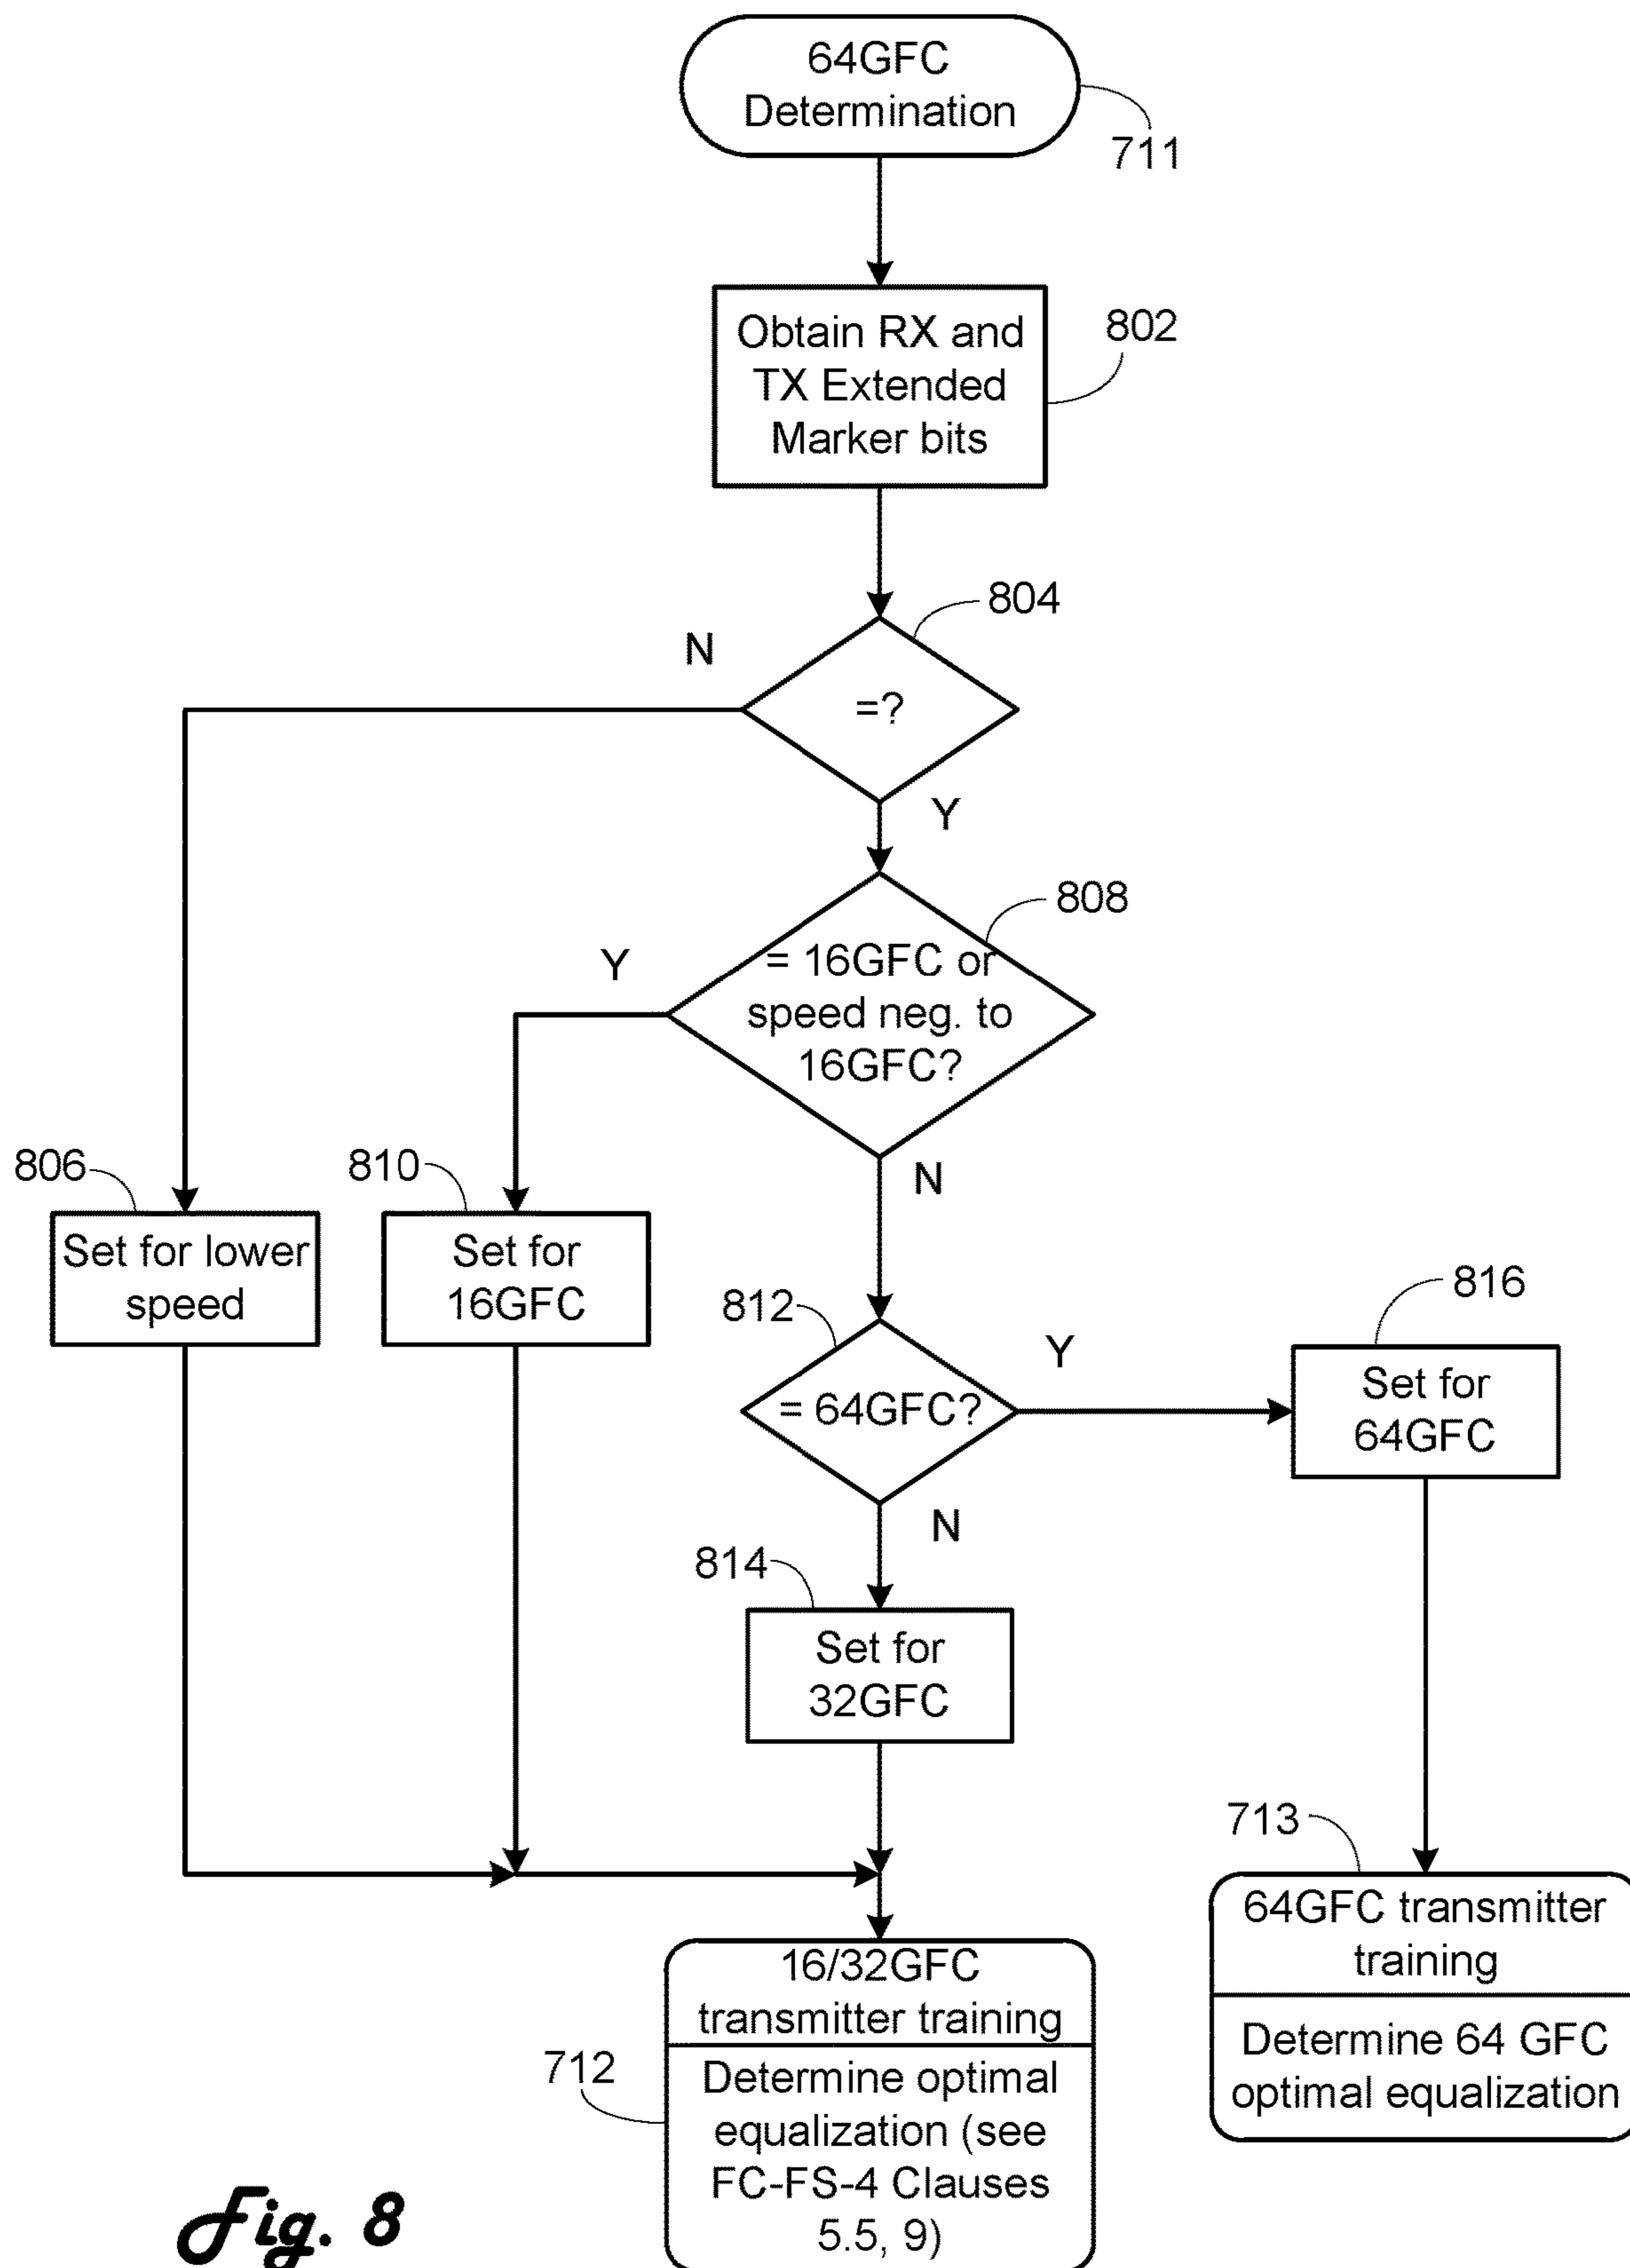 64GFC
Determination
711
Obtain RX and
TX Extended
Marker bits
802
804
N
=?
Y
808
Y
= 16GFC or
speed neg. to
16GFC?
N
806
Set for lower
speed
810
Set for
16GFC
812
= 64GFC?
Y
816
Set for
64GFC
N
814
Set for
32GFC
713
64GFC transmitter
training
Determine 64 GFC
optimal equalization
16/32GFC
transmitter training
712
Determine optimal
equalization (see
FC-FS-4 Clauses
5.5, 9)
Fig. 8